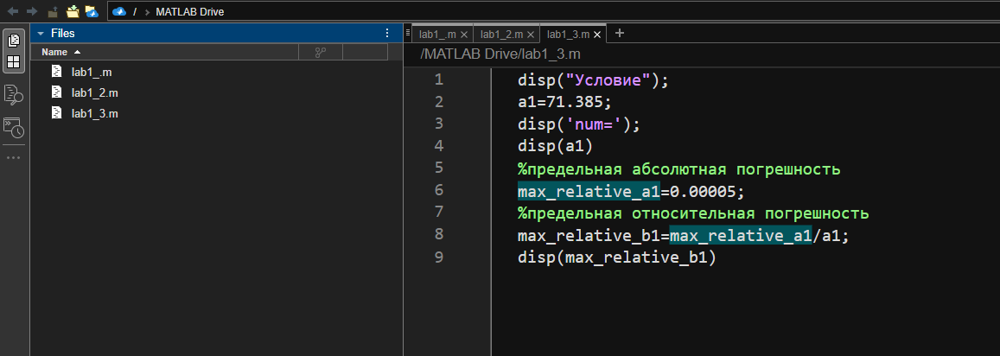 / > MATLAB Drive
Files
Name
lab1_.m
lab1_2.m
lab1_3.m
lab1_.m × lab1_2.m × lab1_3.m × +
/MATLAB Drive/lab1_3.m
1 disp("Условие");
2 a1=71.385;
3 disp('num=');
4 disp(a1)
5 %предельная абсолютная погрешность
6 max_relative_a1=0.00005;
7 %предельная относительная погрешность
8 max_relative_b1=max_relative_a1/a1;
9 disp(max_relative_b1)